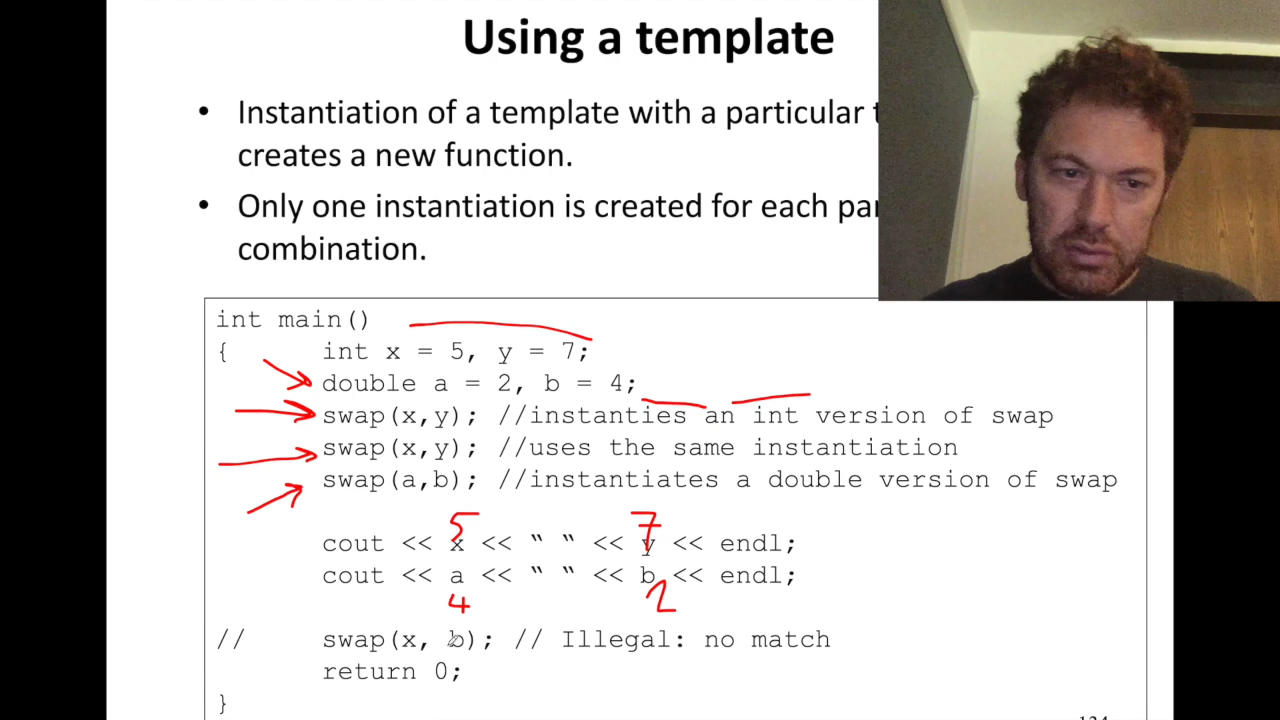 Using a template
• Instantiation of a template with a particular
creates a new function.
• Only one instantiation is created for each
combination.
int main()
{ int x = 5, y = 7;
double a = 2, b = 4;
swap(x,y); //instanties an int version of swap
swap(x,y); //uses the same instantiation
swap(a,b); //instantiates a double version of swap
5 7
cout << x << “ ” << y << endl;
cout << a << “ ” << b << endl;
4 2
// swap(x, b); // Illegal: no match
return 0;
}